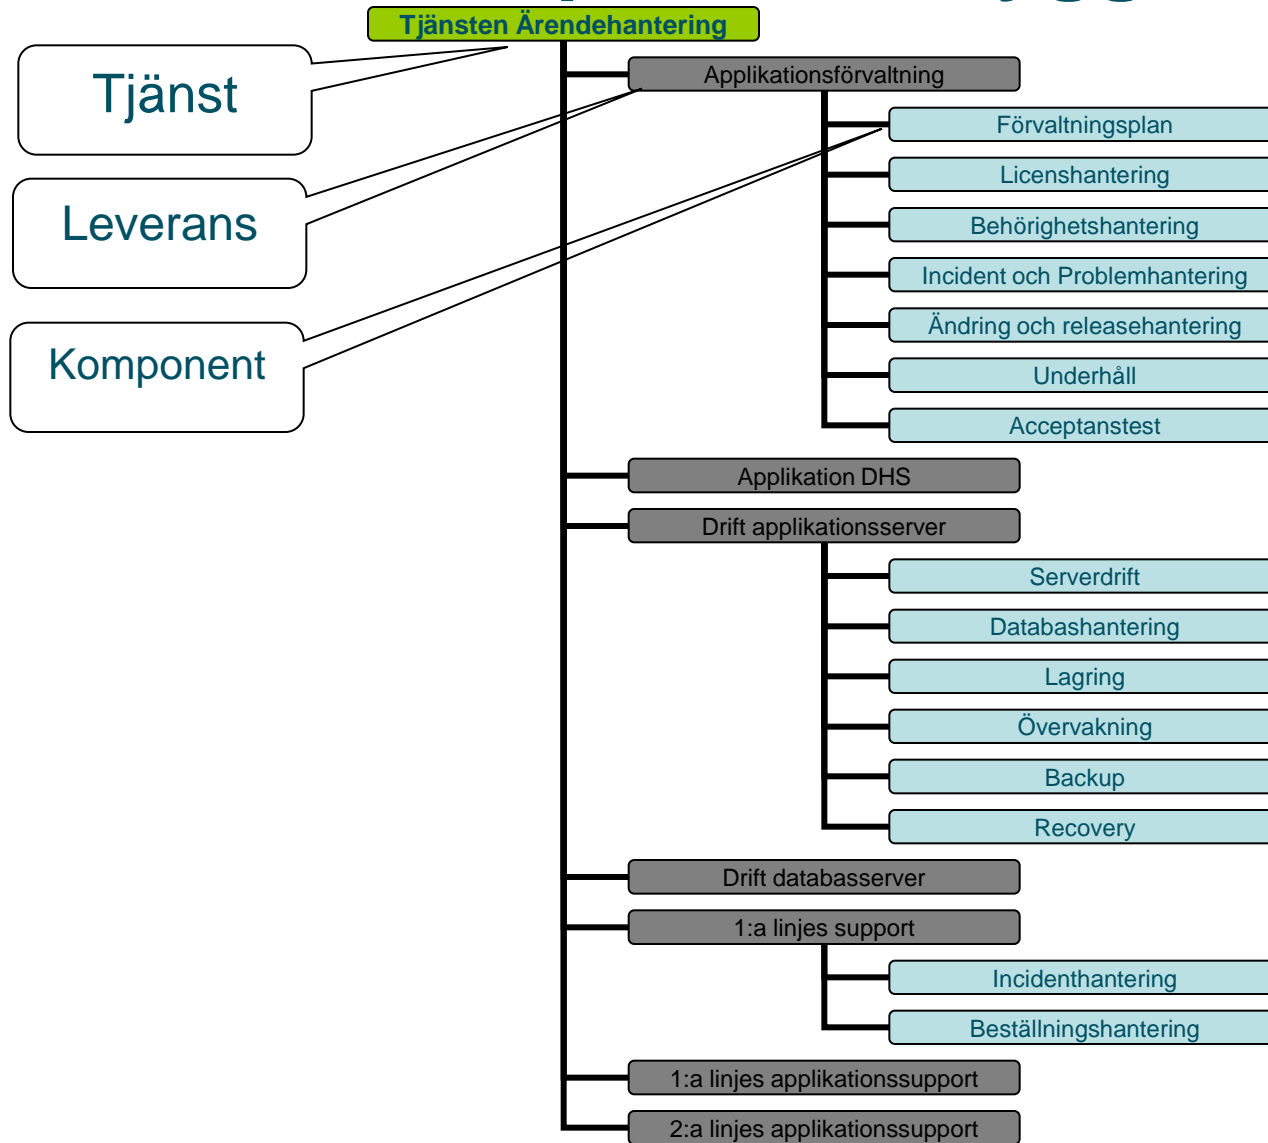 Tjänsten Ärendehantering
Tjänst
Leverans
Komponent
Applikationsförvaltning
Förvaltningsplan
Licenshantering
Behörighetshantering
Incident och Problemhantering
Ändring och releasehantering
Underhåll
Acceptanstest
Applikation DHS
Drift applikationsserver
Serverdrift
Databashantering
Lagring
Övervakning
Backup
Recovery
Drift databasserver
1:a linjes support
Incidenthantering
Beställningshantering
1:a linjes applikationssupport
2:a linjes applikationssupport